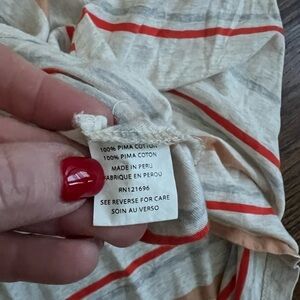 100% PIMA COTTON
100% PIMA COTON
MADE IN PERU
FABRIQUE EN PEROU
RN121696
SEE REVERSE FOR CARE
SOIN AU VERSO